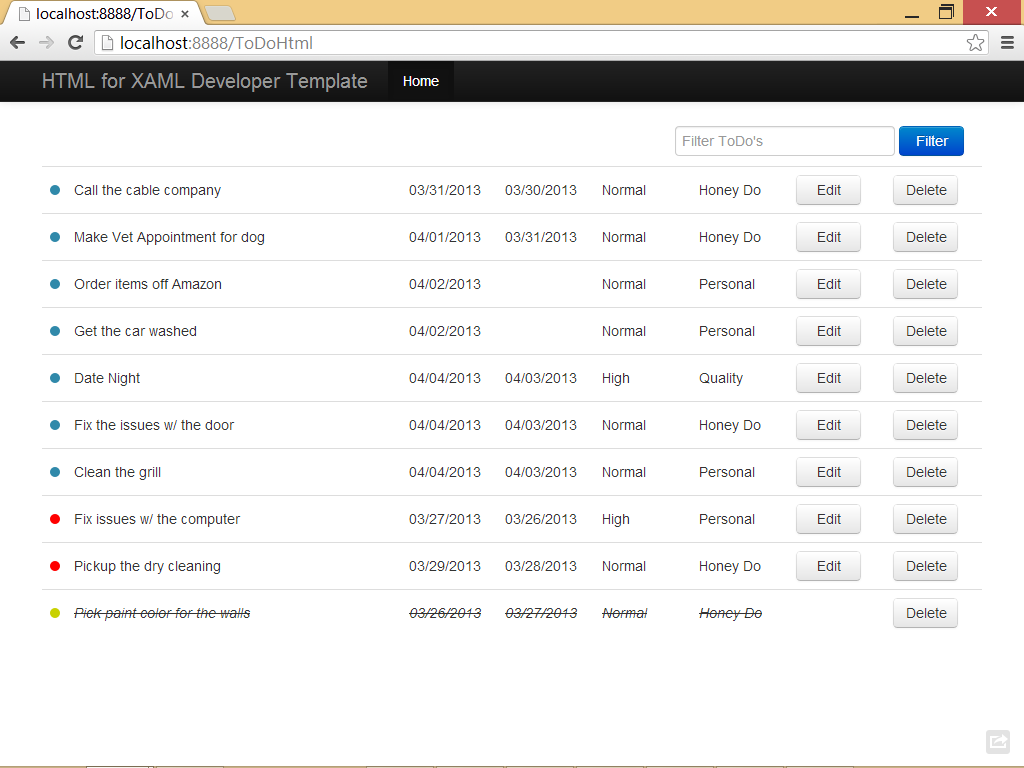 localhost:8888/ToDo
localhost:8888/ToDoHtml
HTML for XAML Developer Template Home
Filter ToDo's Filter
Call the cable company 03/31/2013 03/30/2013 Normal Honey Do Edit Delete
Make Vet Appointment for dog 04/01/2013 03/31/2013 Normal Honey Do Edit Delete
Order items off Amazon 04/02/2013 Normal Personal Edit Delete
Get the car washed 04/02/2013 Normal Personal Edit Delete
Date Night 04/04/2013 04/03/2013 High Quality Edit Delete
Fix the issues w/ the door 04/04/2013 04/03/2013 Normal Honey Do Edit Delete
Clean the grill 04/04/2013 04/03/2013 Normal Personal Edit Delete
Fix issues w/ the computer 03/27/2013 03/26/2013 High Personal Edit Delete
Pickup the dry cleaning 03/29/2013 03/28/2013 Normal Honey Do Edit Delete
Pick paint color for the walls 03/26/2013 03/27/2013 Normal Honey Do Delete